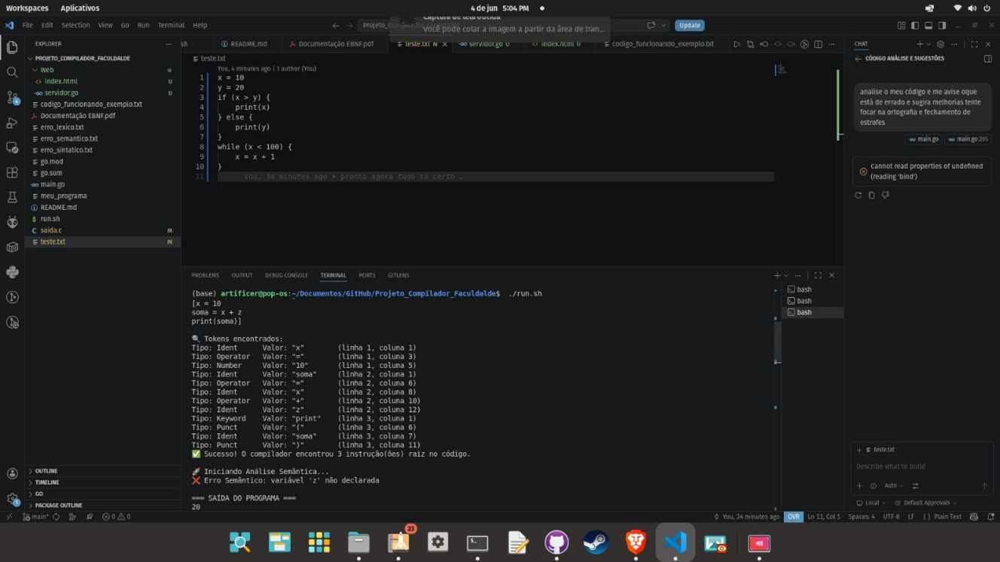 Workspaces Aplicativos
4 de jun 5:04 PM
File Edit Selection View Go Run Terminal Help
Captura de tela obtida
Você pode colar a imagem a partir da área de tran...
Update
EXPLORER
PROJETO_COMPILADOR_FACULDALDE
Web
index.html U
servidor.go U
codigo_funcionando_exemplo.txt
Documentação EBNF.pdf
erro_lexico.txt
erro_semantico.txt
erro_sintatico.txt
go.mod
go.sum
main.go
meu_programa
README.md
run.sh
saida.c M
teste.txt M
OUTLINE
TIMELINE
GO
PACKAGE OUTLINE
sh README.md Documentação EBNF.pdf teste.txt M servidor.go U index.html U codigo_funcionando_exemplo.txt
teste.txt
You, 4 minutes ago | 1 author (You)
1 x = 10
2 y = 20
3 if (x > y) {
4 print(x)
5 } else {
6 print(y)
7 }
8 while (x < 100) {
9 x = x + 1
10 }
11 You, 34 minutes ago • pronto agora tudo tá certo …
PROBLEMS OUTPUT DEBUG CONSOLE TERMINAL PORTS GITLENS
(base) artificer@pop-os:~/Documentos/GitHub/Projeto_Compilador_Faculdalde$ ./run.sh
[x = 10
soma = x + z
print(soma)]
🔍 Tokens encontrados:
Tipo: Ident Valor: "x" (linha 1, coluna 1)
Tipo: Operator Valor: "=" (linha 1, coluna 3)
Tipo: Number Valor: "10" (linha 1, coluna 5)
Tipo: Ident Valor: "soma" (linha 2, coluna 1)
Tipo: Operator Valor: "=" (linha 2, coluna 6)
Tipo: Ident Valor: "x" (linha 2, coluna 8)
Tipo: Operator Valor: "+" (linha 2, coluna 10)
Tipo: Ident Valor: "z" (linha 2, coluna 12)
Tipo: Keyword Valor: "print" (linha 3, coluna 1)
Tipo: Punct Valor: "(" (linha 3, coluna 6)
Tipo: Ident Valor: "soma" (linha 3, coluna 7)
Tipo: Punct Valor: ")" (linha 3, coluna 11)
✅ Sucesso! O compilador encontrou 3 instrução(ões) raiz no código.
🚀 Iniciando Análise Semântica...
❌ Erro Semântico: variável 'z' não declarada
=== SAÍDA DO PROGRAMA ===
20
bash
bash
bash
CHAT
CÓDIGO ANÁLISE E SUGESTÕES
analise o meu código e me avise oque
está de errado e sugira melhorias tente
focar na ortografia e fechamento de
estrofes
main.go main.go:205
Cannot read properties of undefined
(reading 'bind')
teste.txt
Describe what to build
Auto
Local Default Approvals
main* 0 0
You, 34 minutes ago OVR Ln 11, Col 1 Spaces: 4 UTF-8 LF { } Plain Text
23